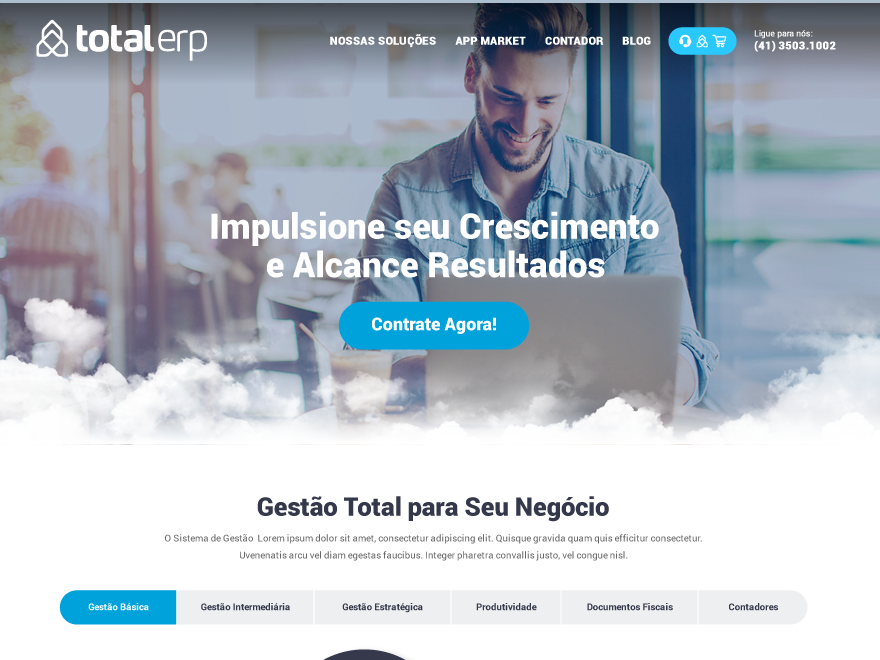 totalerp
NOSSAS SOLUÇÕES APP MARKET CONTADOR BLOG
Ligue para nós:
(41) 3503.1002
Impulsione seu Crescimento
e Alcance Resultados
Contrate Agora!
Gestão Total para Seu Negócio
O Sistema de Gestão Lorem ipsum dolor sit amet, consectetur adipiscing elit. Quisque gravida quam quis efficitur consectetur.
Uvenenatis arcu vel diam egestas faucibus. Integer pharetra convallis justo, vel congue nisl.
Gestão Básica Gestão Intermediária Gestão Estratégica Produtividade Documentos Fiscais Contadores